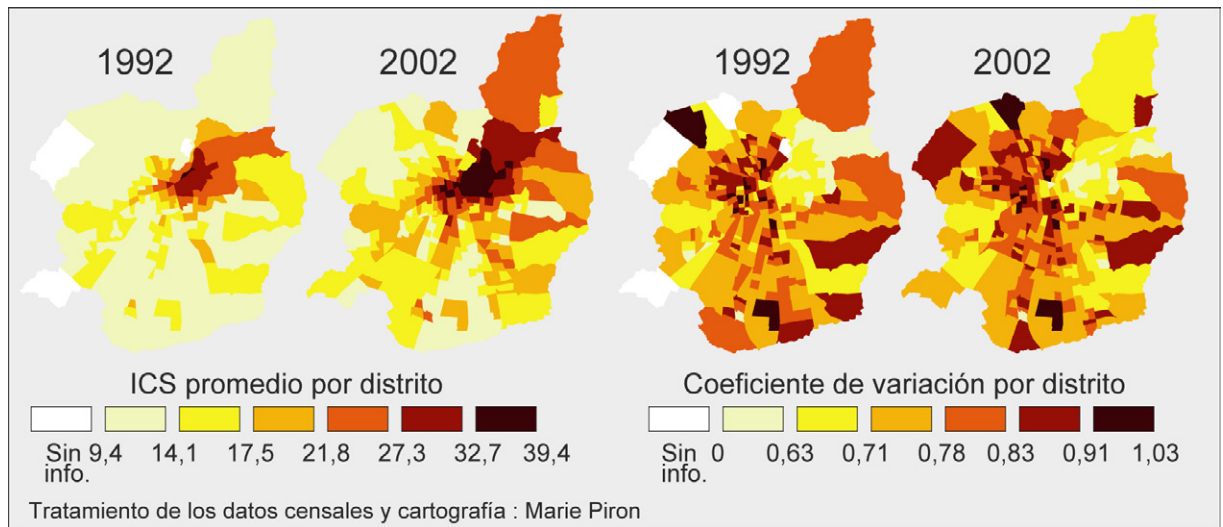 1992
2002
1992
2002
ICS promedio por distrito
Sin info.
9,4 14,1 17,5 21,8 27,3 32,7 39,4
Coeficiente de variación por distrito
Sin info.
0 0,63 0,71 0,78 0,83 0,91 1,03
Tratamiento de los datos censales y cartografía : Marie Piron